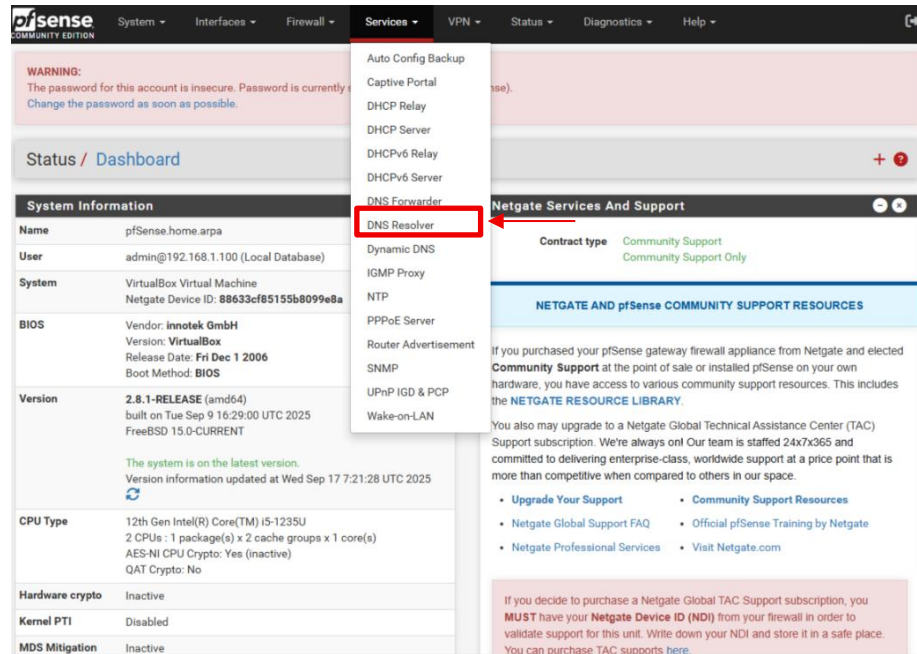 pfsense
COMMUNITY EDITION
System
Interfaces
Firewall
Services
VPN
Status
Diagnostics
Help
WARNING:
The password for this account is insecure. Password is currently
nse).
Change the password as soon as possible.
Auto Config Backup
Captive Portal
DHCP Relay
DHCP Server
DHCPv6 Relay
DHCPv6 Server
DNS Forwarder
DNS Resolver
Dynamic DNS
IGMP Proxy
NTP
PPPoE Server
Router Advertisement
SNMP
UPnP IGD & PCP
Wake-on-LAN
Status / Dashboard
System Information
Name pfSense.home.arpa
User admin@192.168.1.100 (Local Database)
System VirtualBox Virtual Machine
Netgate Device ID: 88633cf85155b8099e8a
BIOS Vendor: innotek GmbH
Version: VirtualBox
Release Date: Fri Dec 1 2006
Boot Method: BIOS
Version 2.8.1-RELEASE (amd64)
built on Tue Sep 9 16:29:00 UTC 2025
FreeBSD 15.0-CURRENT
The system is on the latest version.
Version information updated at Wed Sep 17 7:21:28 UTC 2025
CPU Type 12th Gen Intel(R) Core(TM) i5-1235U
2 CPUs : 1 package(s) x 2 cache groups x 1 core(s)
AES-NI CPU Crypto: Yes (inactive)
QAT Crypto: No
Hardware crypto Inactive
Kernel PTI Disabled
MDS Mitigation Inactive
Netgate Services And Support
Contract type Community Support
Community Support Only
NETGATE AND pfSense COMMUNITY SUPPORT RESOURCES
If you purchased your pfSense gateway firewall appliance from Netgate and elected
Community Support at the point of sale or installed pfSense on your own
hardware, you have access to various community support resources. This includes
the NETGATE RESOURCE LIBRARY.
You also may upgrade to a Netgate Global Technical Assistance Center (TAC)
Support subscription. We're always on! Our team is staffed 24x7x365 and
committed to delivering enterprise-class, worldwide support at a price point that is
more than competitive when compared to others in our space.
• Upgrade Your Support
• Community Support Resources
• Netgate Global Support FAQ
• Official pfSense Training by Netgate
• Netgate Professional Services
• Visit Netgate.com
If you decide to purchase a Netgate Global TAC Support subscription, you
MUST have your Netgate Device ID (NDI) from your firewall in order to
validate support for this unit. Write down your NDI and store it in a safe place.
You can purchase TAC supports here.